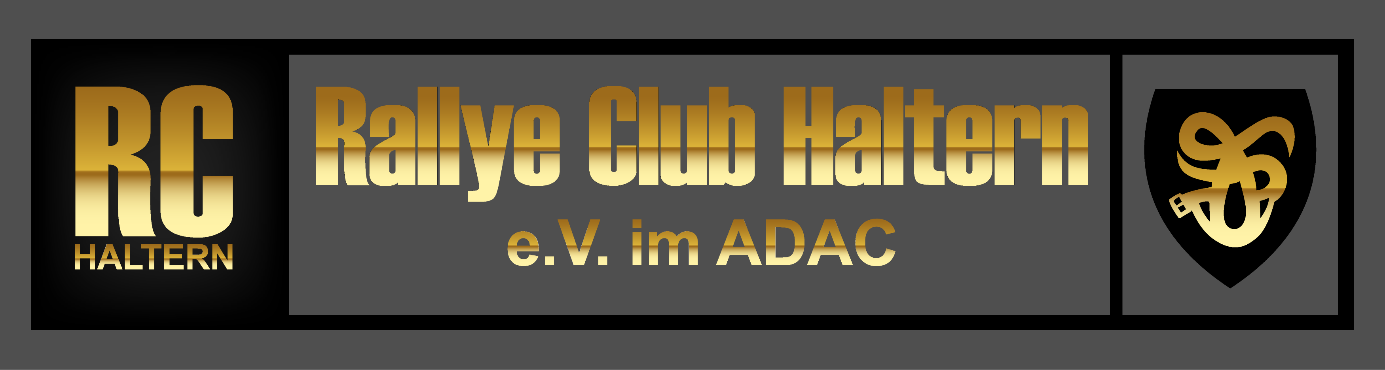 RC
HALTERN
Rallye Club Haltern
e.V. im ADAC